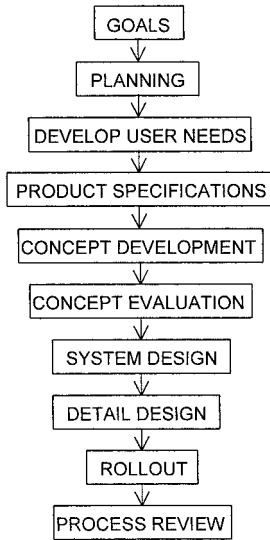 GOALS
PLANNING
DEVELOP USER NEEDS
PRODUCT SPECIFICATIONS
CONCEPT DEVELOPMENT
CONCEPT EVALUATION
SYSTEM DESIGN
DETAIL DESIGN
ROLLOUT
PROCESS REVIEW